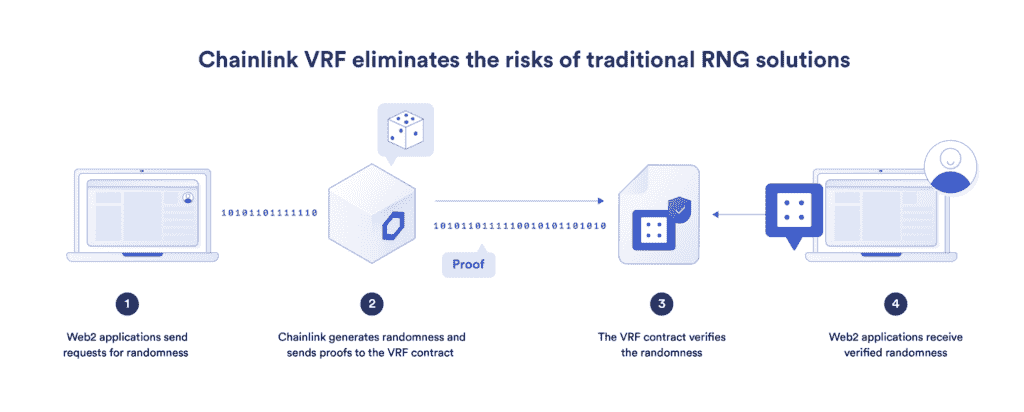 Chainlink VRF eliminates the risks of traditional RNG solutions
10101101111110
1010110111110010101101010
Proof
1
2
3
4
Web2 applications send
requests for randomness
Chainlink generates randomness and
sends proofs to the VRF contract
The VRF contract verifies
the randomness
Web2 applications receive
verified randomness